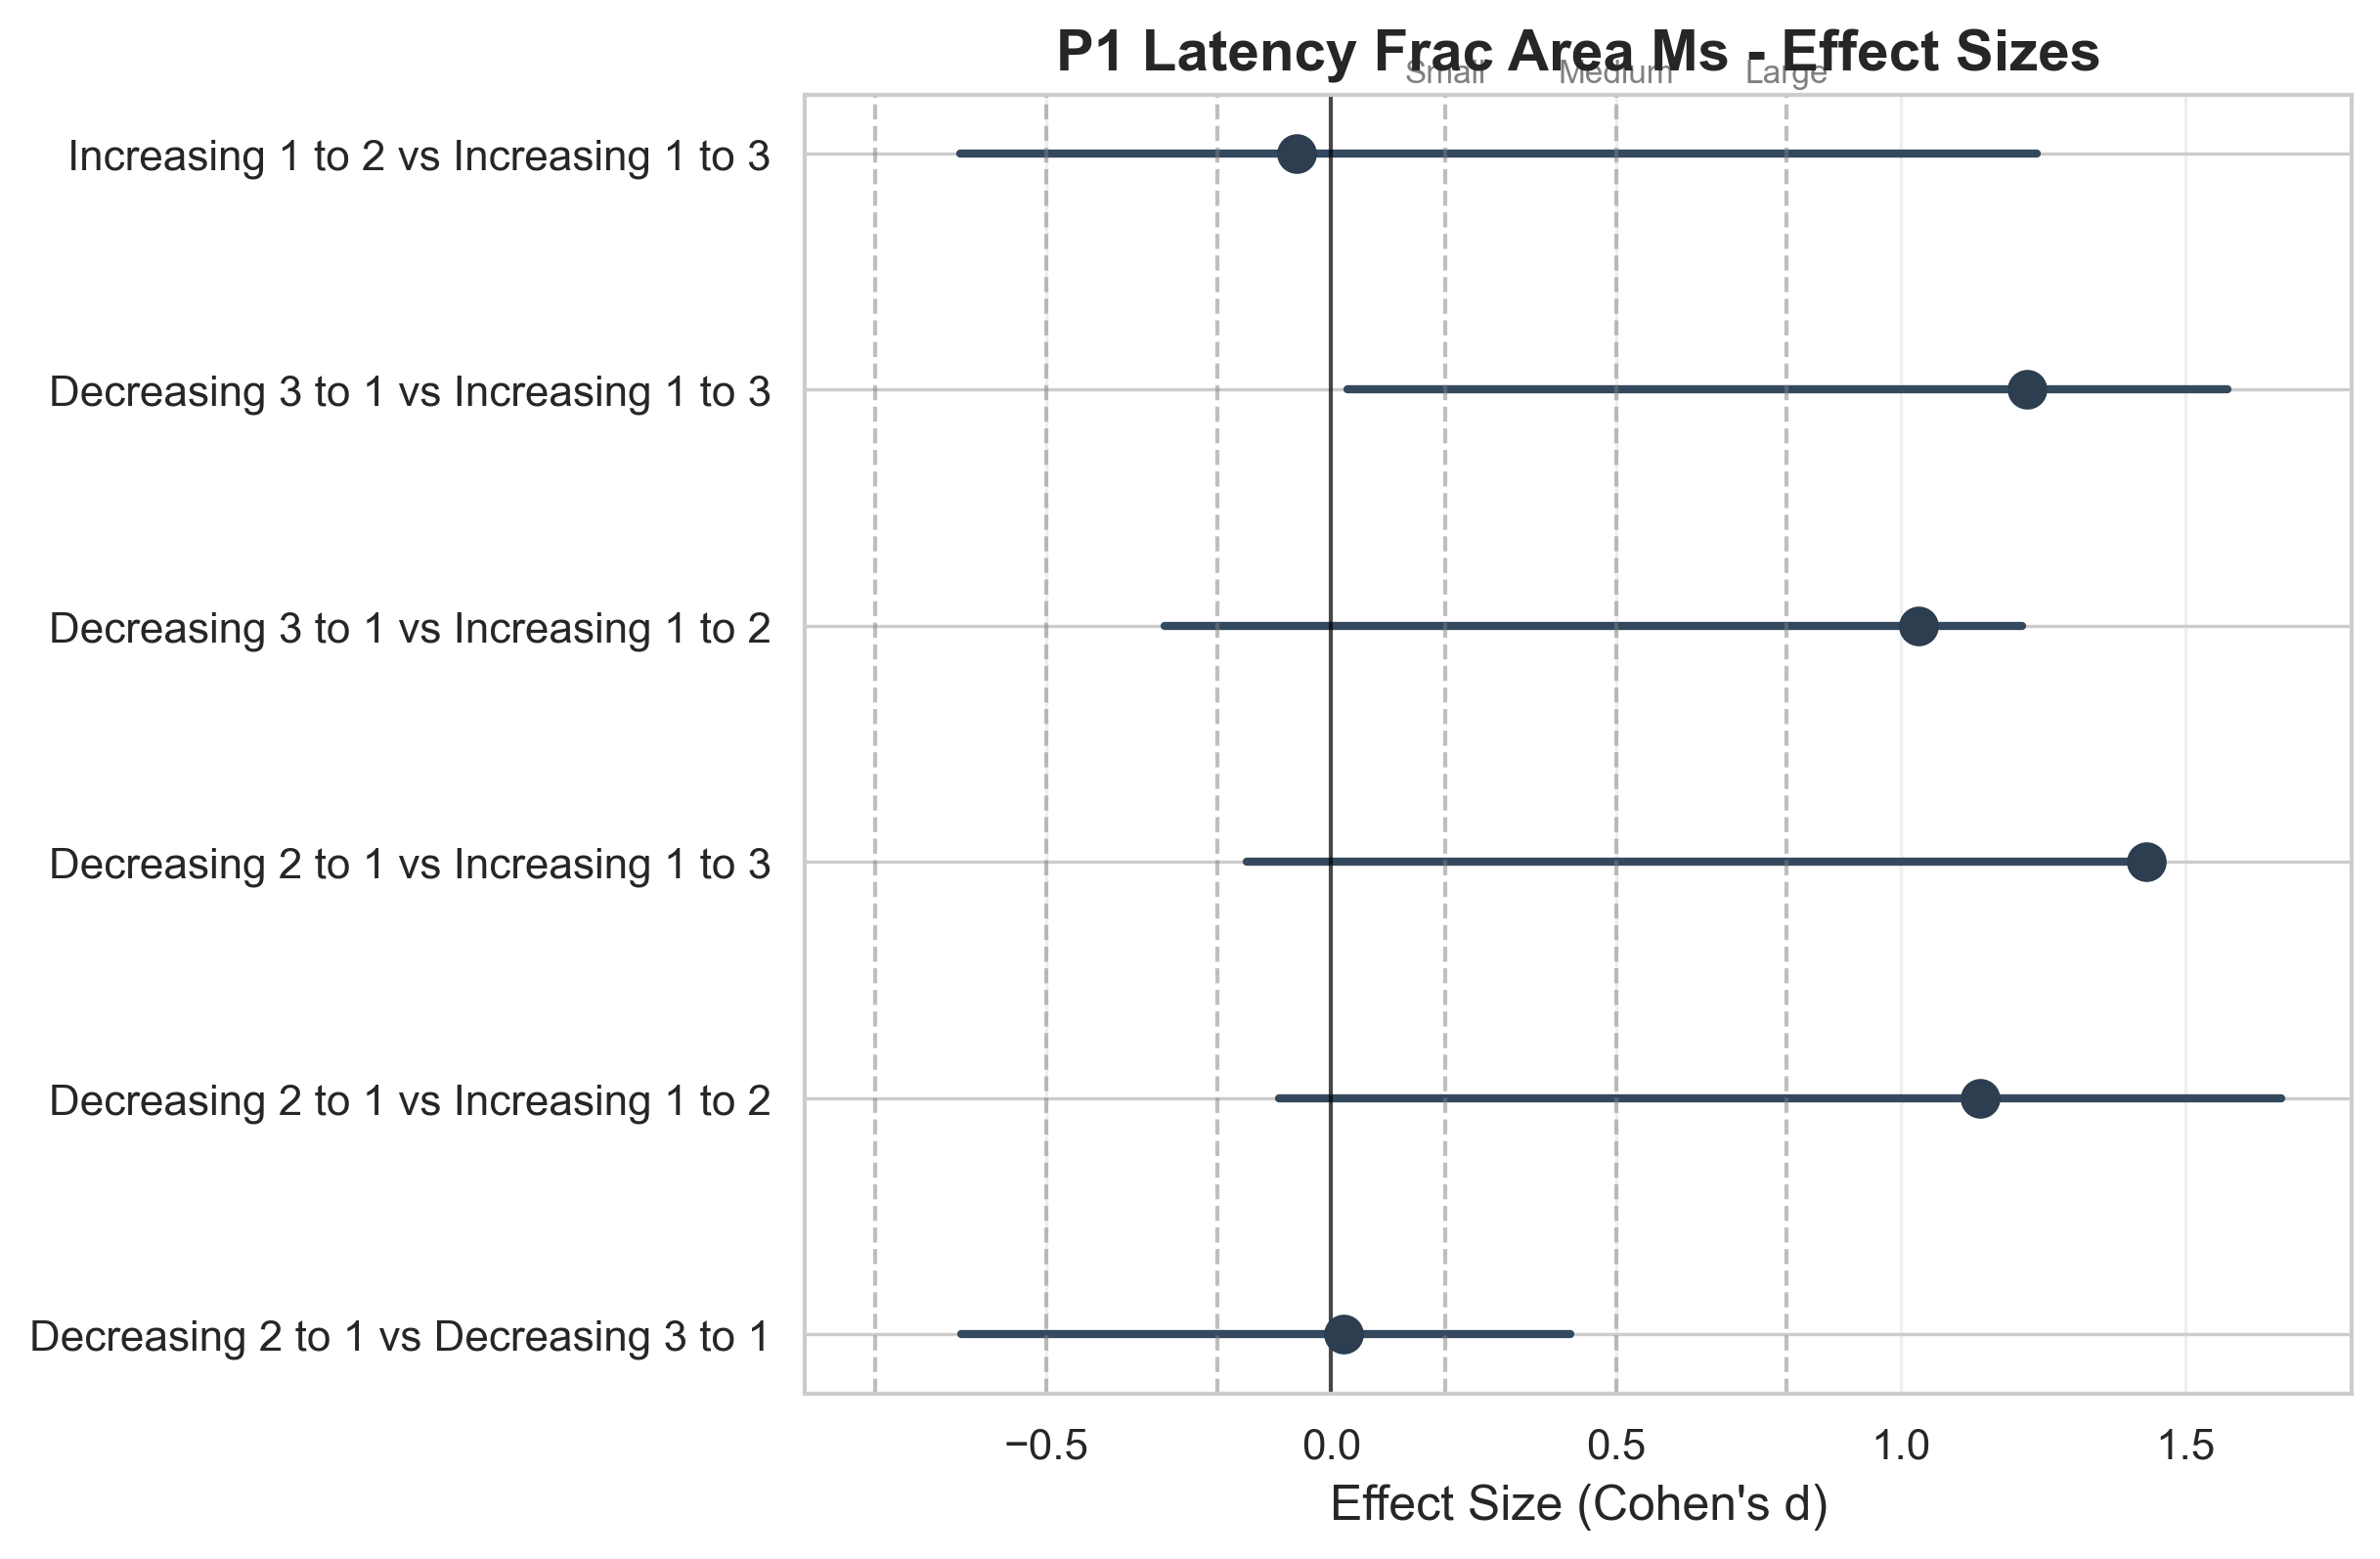 P1 Latency Frac Area Ms - Effect Sizes
Small Medium Large
Increasing 1 to 2 vs Increasing 1 to 3
Decreasing 3 to 1 vs Increasing 1 to 3
Decreasing 3 to 1 vs Increasing 1 to 2
Decreasing 2 to 1 vs Increasing 1 to 3
Decreasing 2 to 1 vs Increasing 1 to 2
Decreasing 2 to 1 vs Decreasing 3 to 1
−0.5 0.0 0.5 1.0 1.5
Effect Size (Cohen's d)